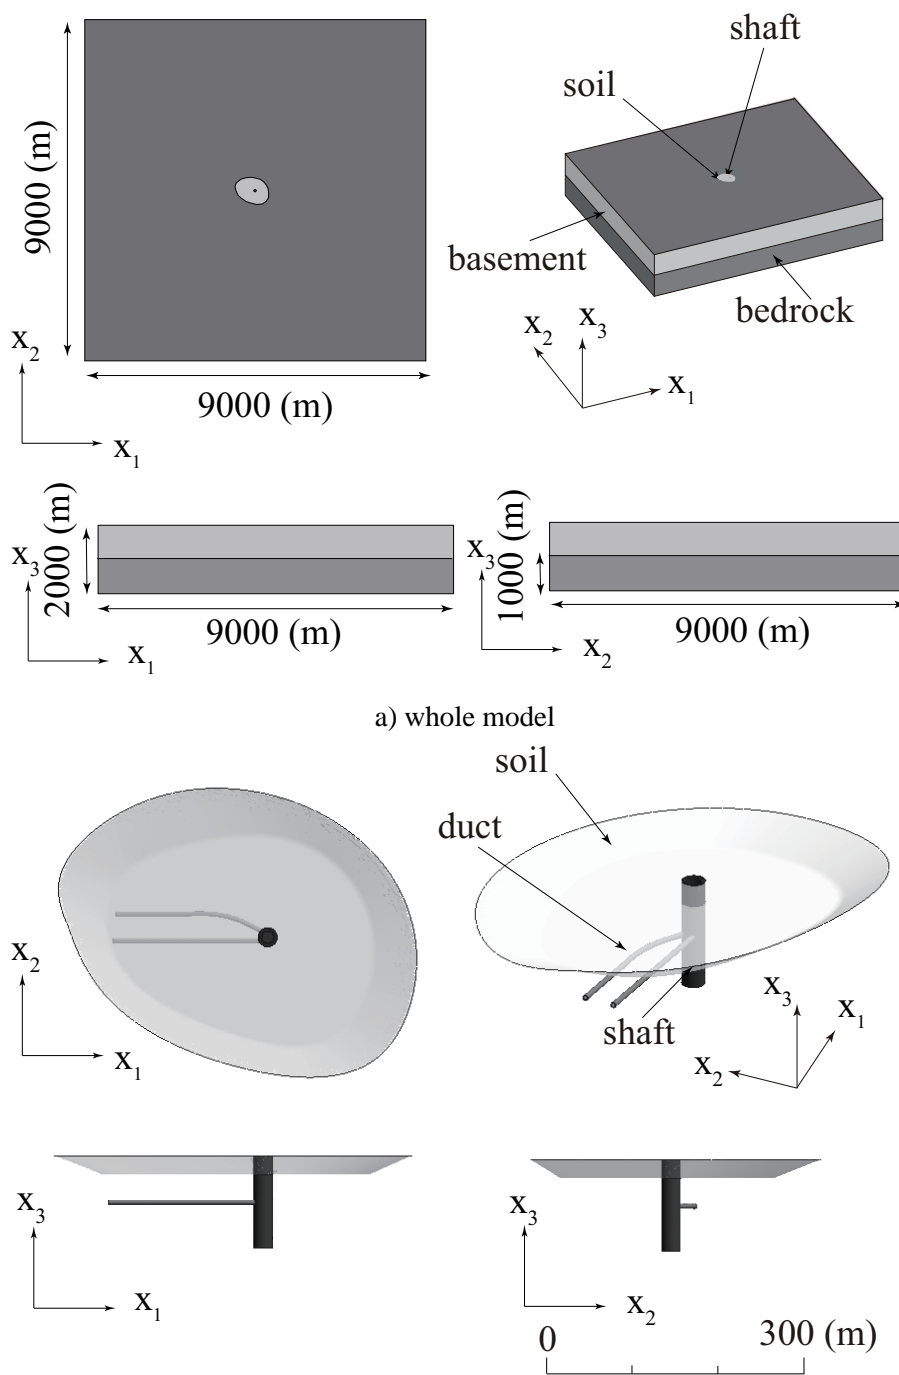 shaft
soil
9000 (m)
basement
bedrock
x2
x2
x3
9000 (m)
x1
x1
2000 (m)
1000 (m)
x3
x3
9000 (m)
9000 (m)
x1
x2
a) whole model
soil
duct
x2
x3
x1
shaft
x1
x2
x3
x3
x1
x2
0
300 (m)